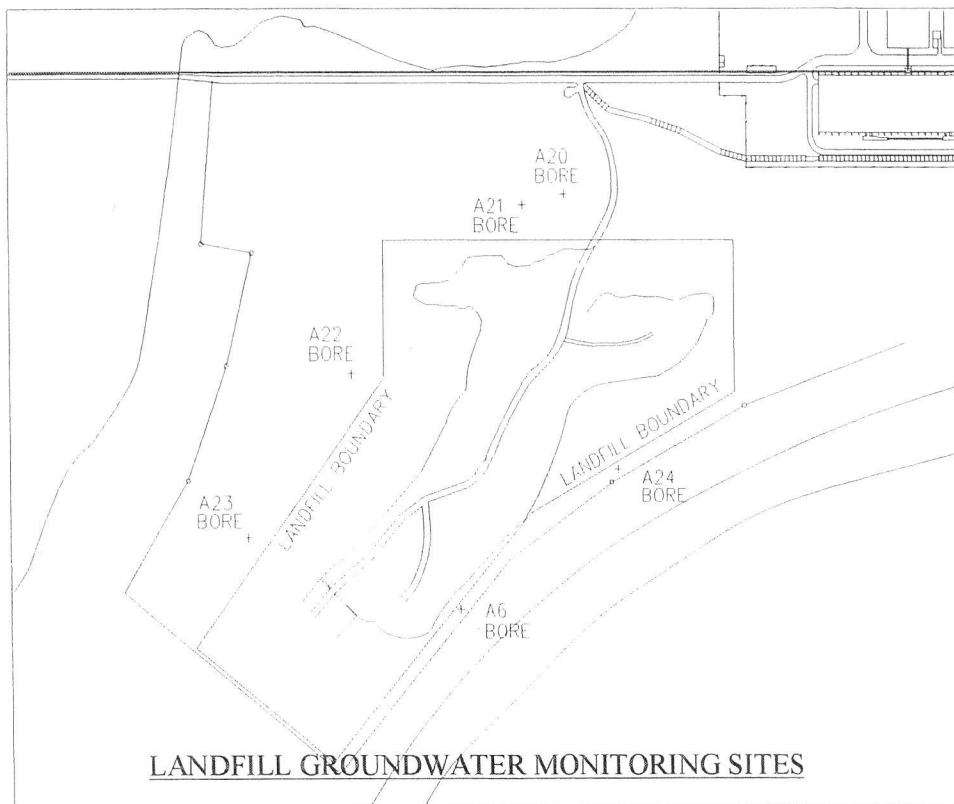 A20
BORE
A21
BORE
A22
BORE
LANDFILL BOUNDARY
LANDFILL BOUNDARY
A24
BORE
A23
BORE
A6
BORE
LANDFILL GROUNDWATER MONITORING SITES